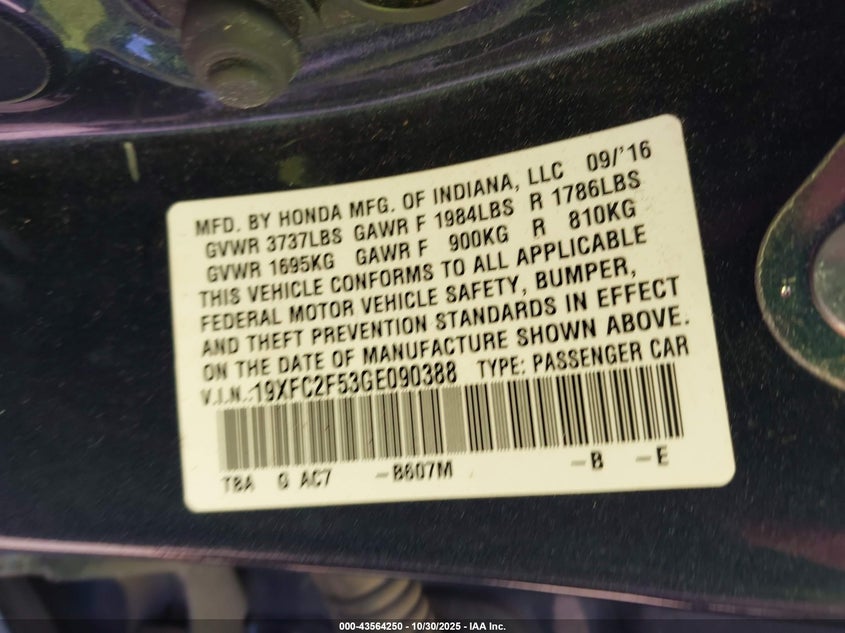 MFD. BY HONDA MFG. OF INDIANA, LLC 09/'16
GVWR 3737LBS GAWR F 1984LBS R 1786LBS
GVWR 1695KG GAWR F 900KG R 810KG
THIS VEHICLE CONFORMS TO ALL APPLICABLE
FEDERAL MOTOR VEHICLE SAFETY, BUMPER,
AND THEFT PREVENTION STANDARDS IN EFFECT
ON THE DATE OF MANUFACTURE SHOWN ABOVE.
V.I.N.:19XFC2F53GE090388 TYPE: PASSENGER CAR
TBA 0 AC7 -B607M -B -E
000-43564250 - 10/30/2025 - IAA Inc.